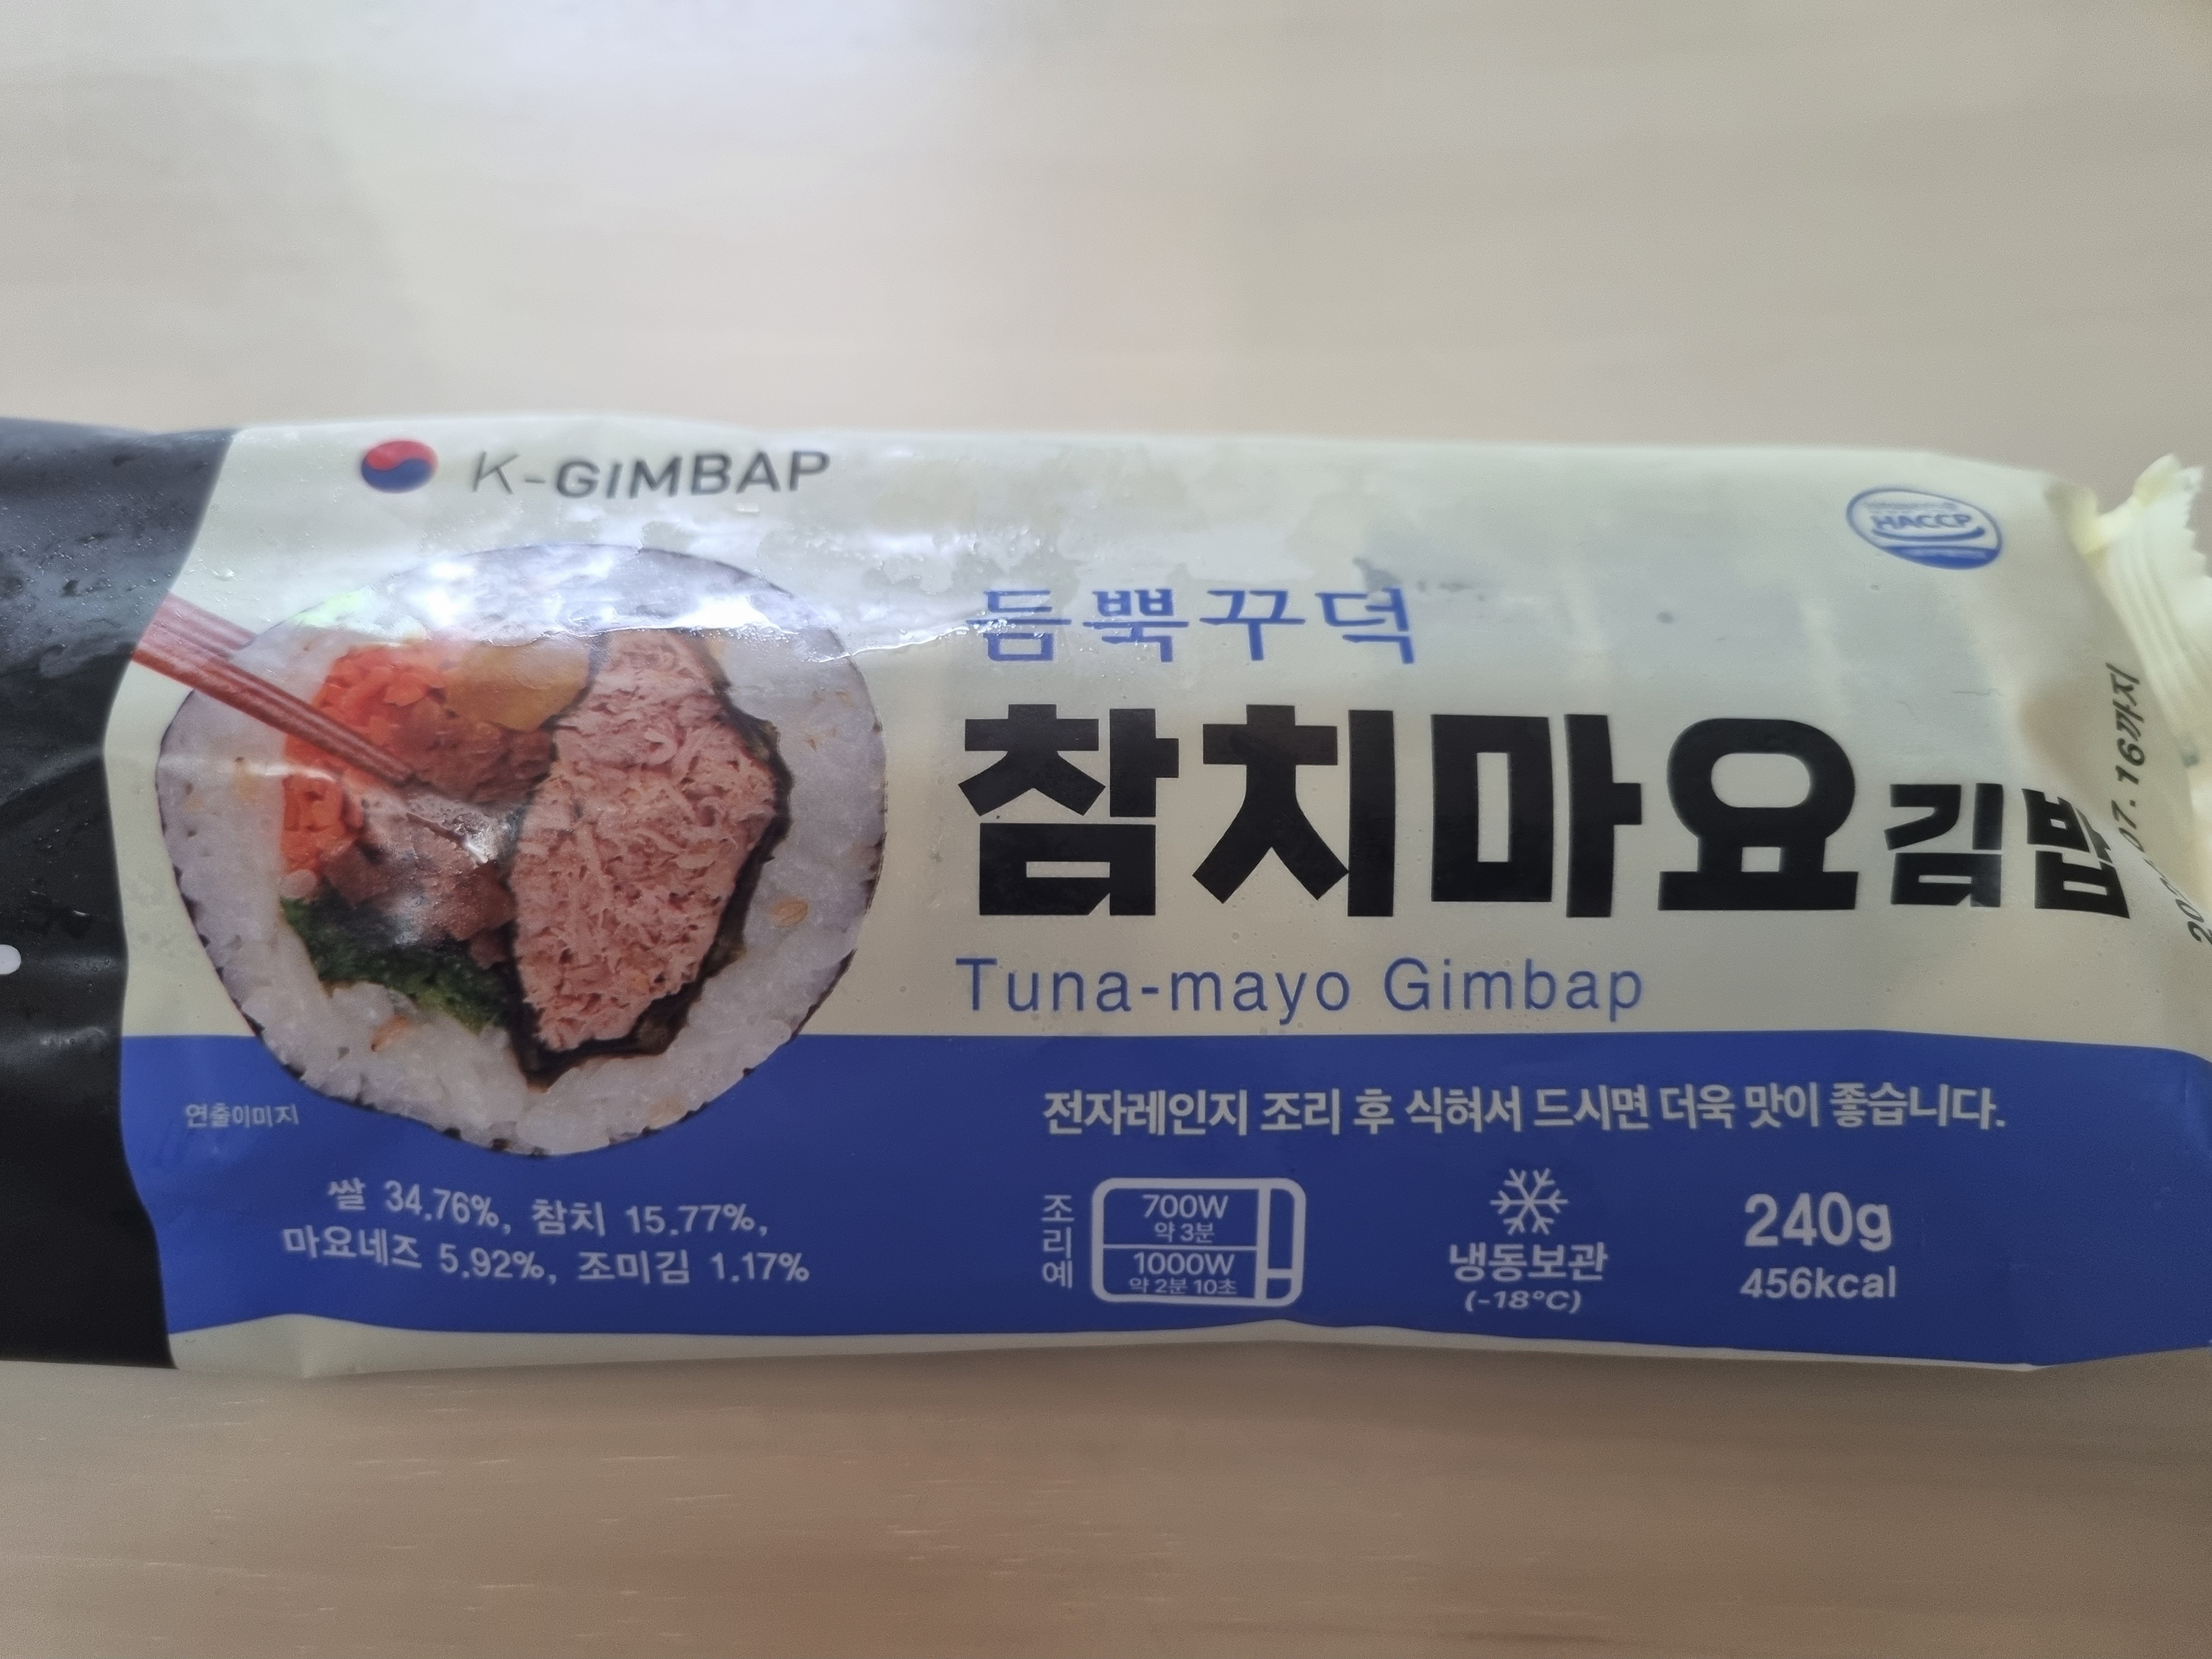 K-GIMBAP
HACCP
듬뿍꾸덕
참치마요김밥
Tuna-mayo Gimbap
07.16까지
전자레인지 조리 후 식혀서 드시면 더욱 맛이 좋습니다.
연출이미지
쌀 34.76%, 참치 15.77%,
마요네즈 5.92%, 조미김 1.17%
조리예
700W
약 3분
1000W
약 2분 10초
냉동보관
(-18°C)
240g
456kcal